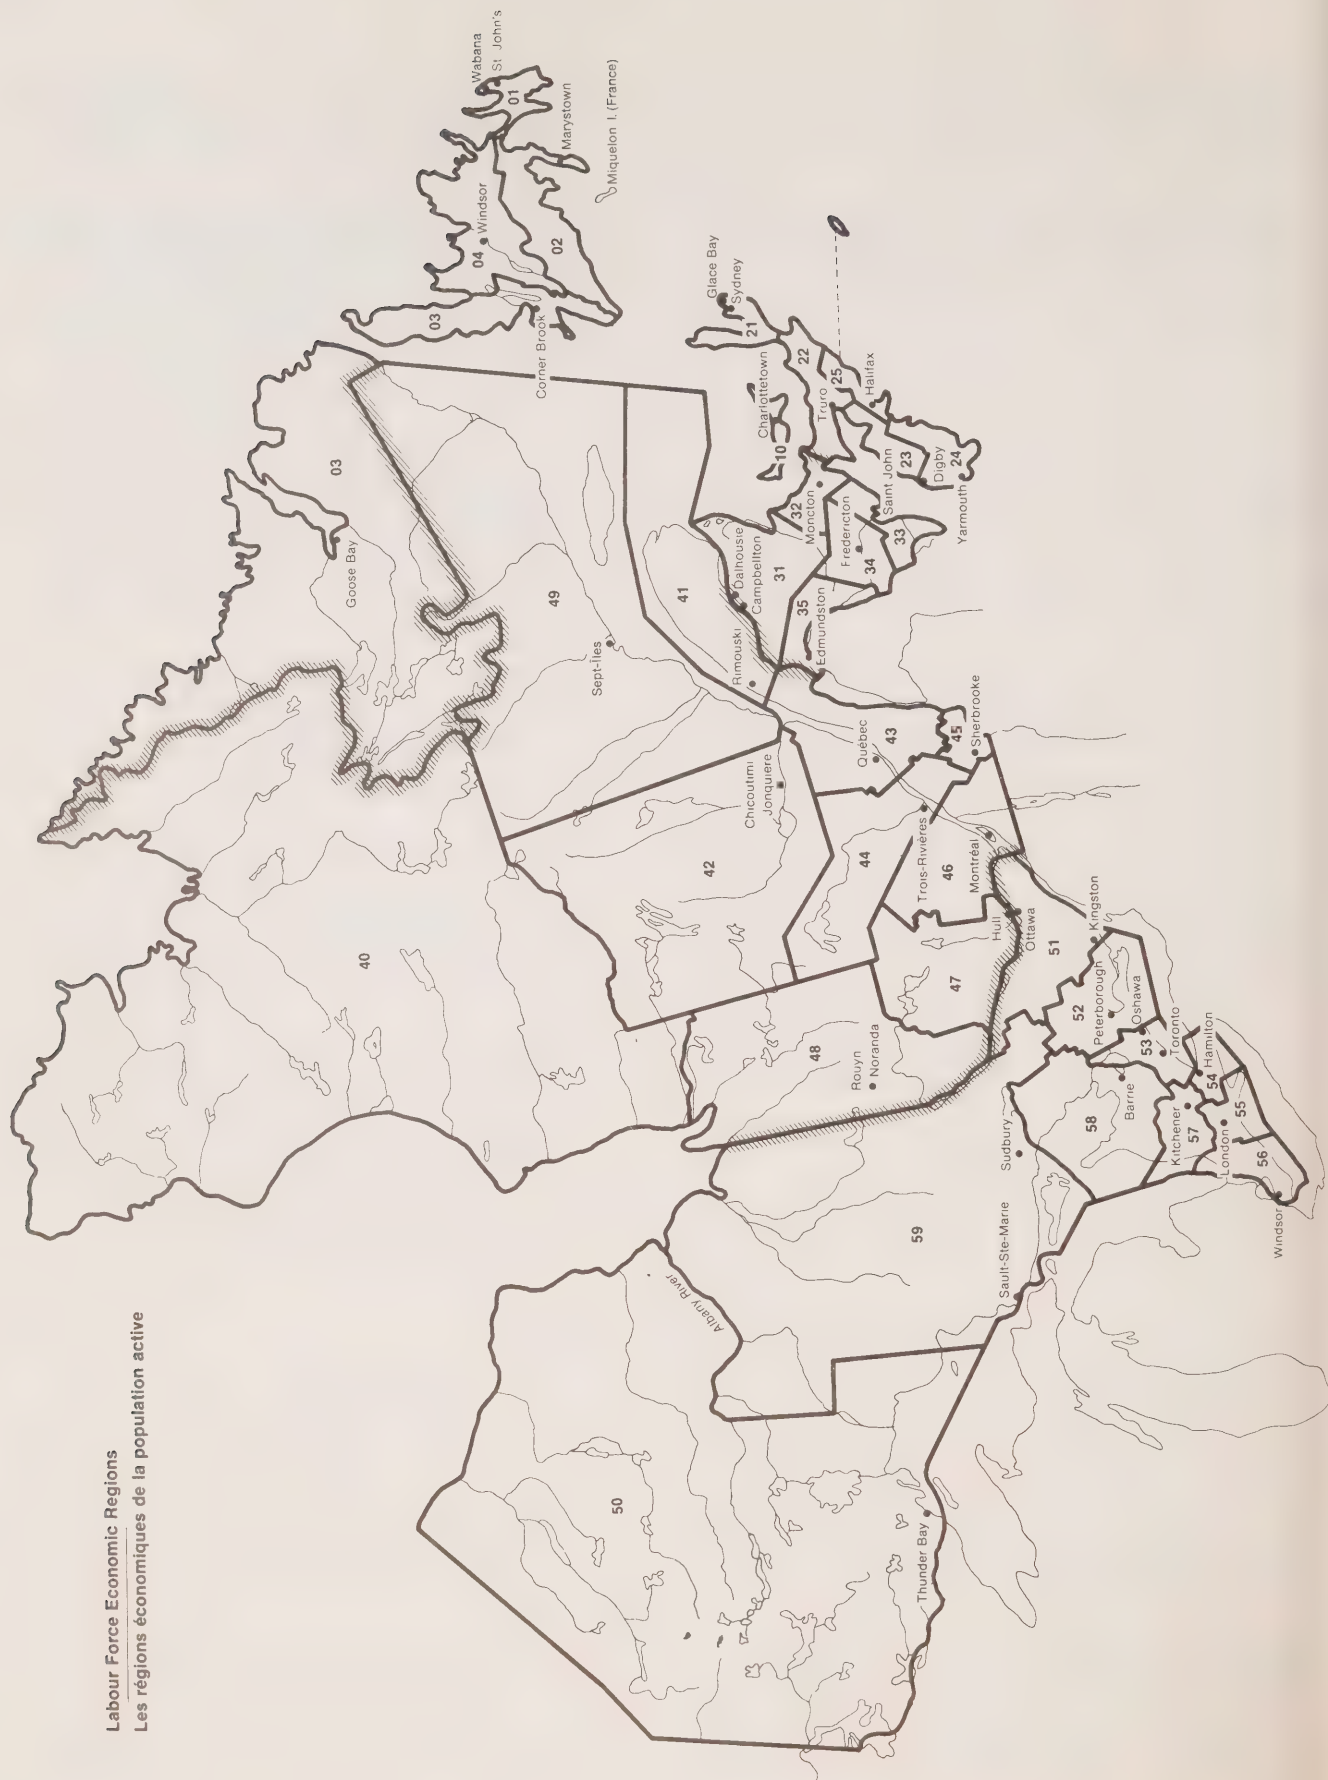 Labour Force Economic Regions
Les régions économiques de la population active
Wabana
St John's
01
Marystown
Miquelon I. (France)
Windsor
04
02
03
Corner Brook
03
Goose Bay
Glace Bay
Sydney
21
22
Charlottetown
10
25
Truro
Halifax
23
Saint John
Digby
24
Yarmouth
32
Moncton
Fredericton
33
34
31
Dalhousie
Campbellton
35
Edmundston
41
Rimouski
49
Sept-Îles
40
42
Chicoutimi
Jonquière
Québec
43
45
Sherbrooke
44
Trois-Rivières
46
Montréal
Hull
Ottawa
47
48
Rouyn
Noranda
51
Kingston
52
Peterborough
Oshawa
53
Toronto
Hamilton
54
55
58
Barrie
Kitchener
57
London
56
Windsor
Sudbury
59
Sault-Ste-Marie
Albany River
50
Thunder Bay